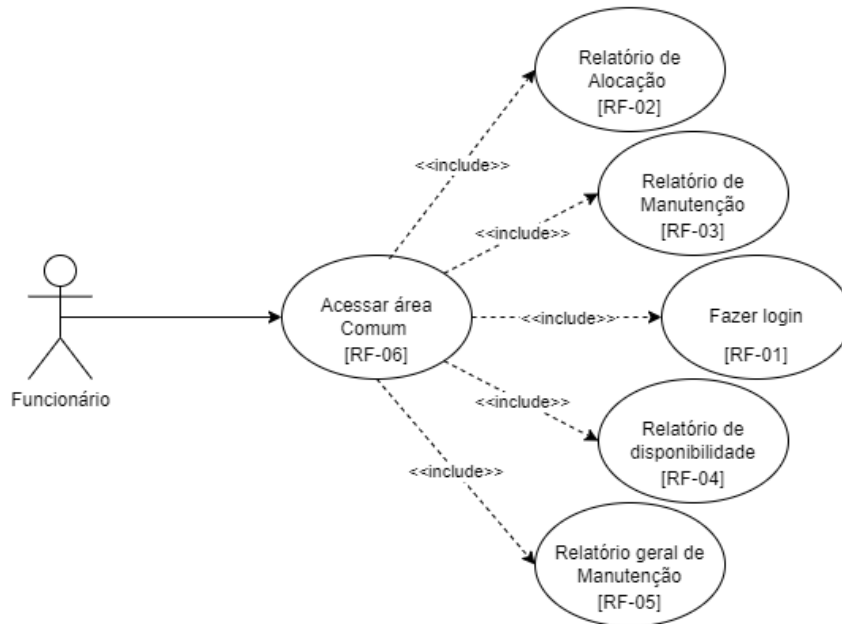 Relatório de
Alocação
[RF-02]
<<include>>
Relatório de
Manutenção
[RF-03]
<<include>>
Acessar área
Comum
[RF-06]
<<include>>
Fazer login
[RF-01]
Funcionário
<<include>>
Relatório de
disponibilidade
[RF-04]
<<include>>
Relatório geral de
Manutenção
[RF-05]